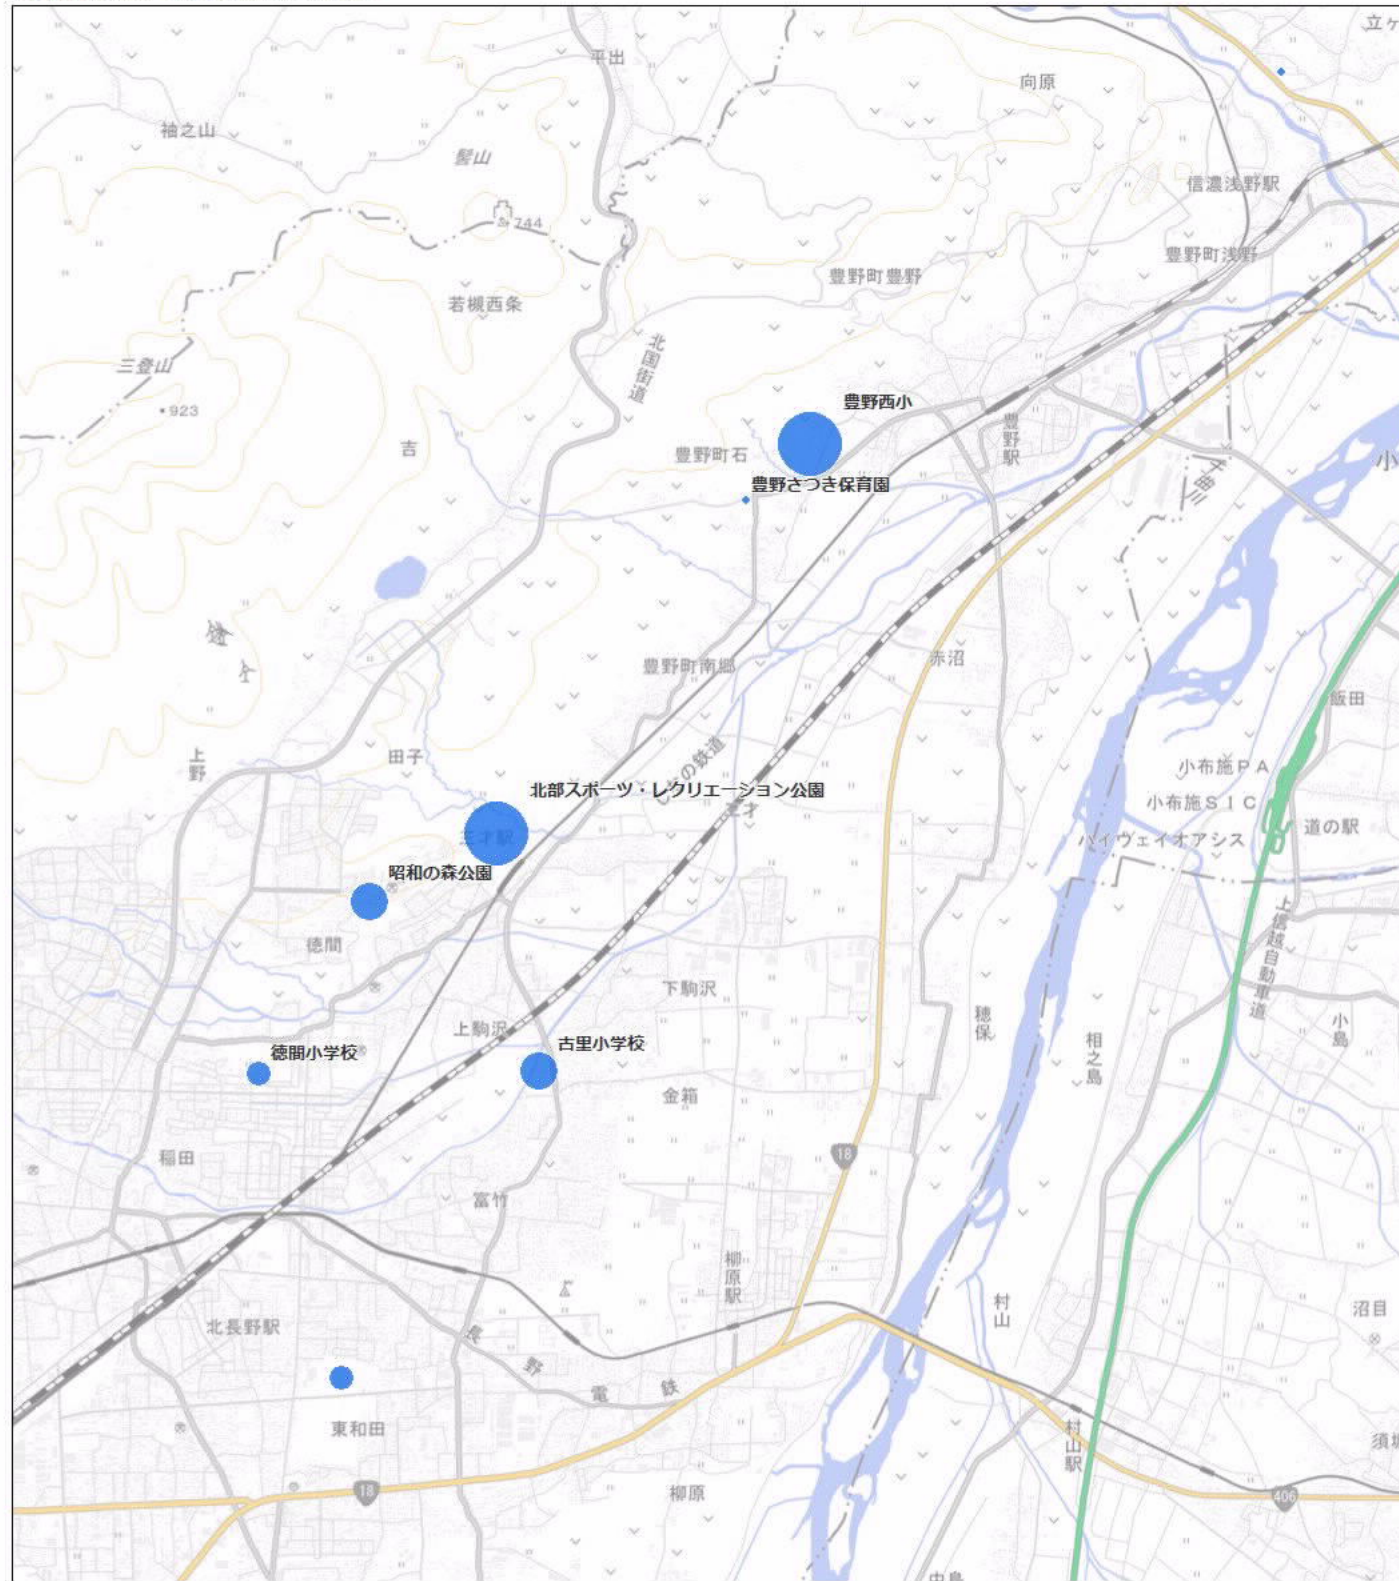 立ケ
平出
向原
袖之山
髻山
信濃浅野駅
744
豊野町浅野
豊野町豊野
若槻西条
北国街道
三登山
923
豊野西小
吉
豊野町石
豊野駅
小
千曲川
豊野さつき保育園
豊野町南郷
赤沼
飯田
上野
田子
しなの鉄道
小布施PA
北部スポーツ・レクリエーション公園
小布施SIC
三才
三才駅
道の駅
ハイウェイオアシス
昭和の森公園
徳間
上信越自動車道
下駒沢
穂保
小島
上駒沢
相之島
徳間小学校
古里小学校
金箱
稲田
18
富竹
柳原駅
村山
沼目
北長野駅
長野電鉄
東和田
村山駅
須坂
18
柳原
406
中島